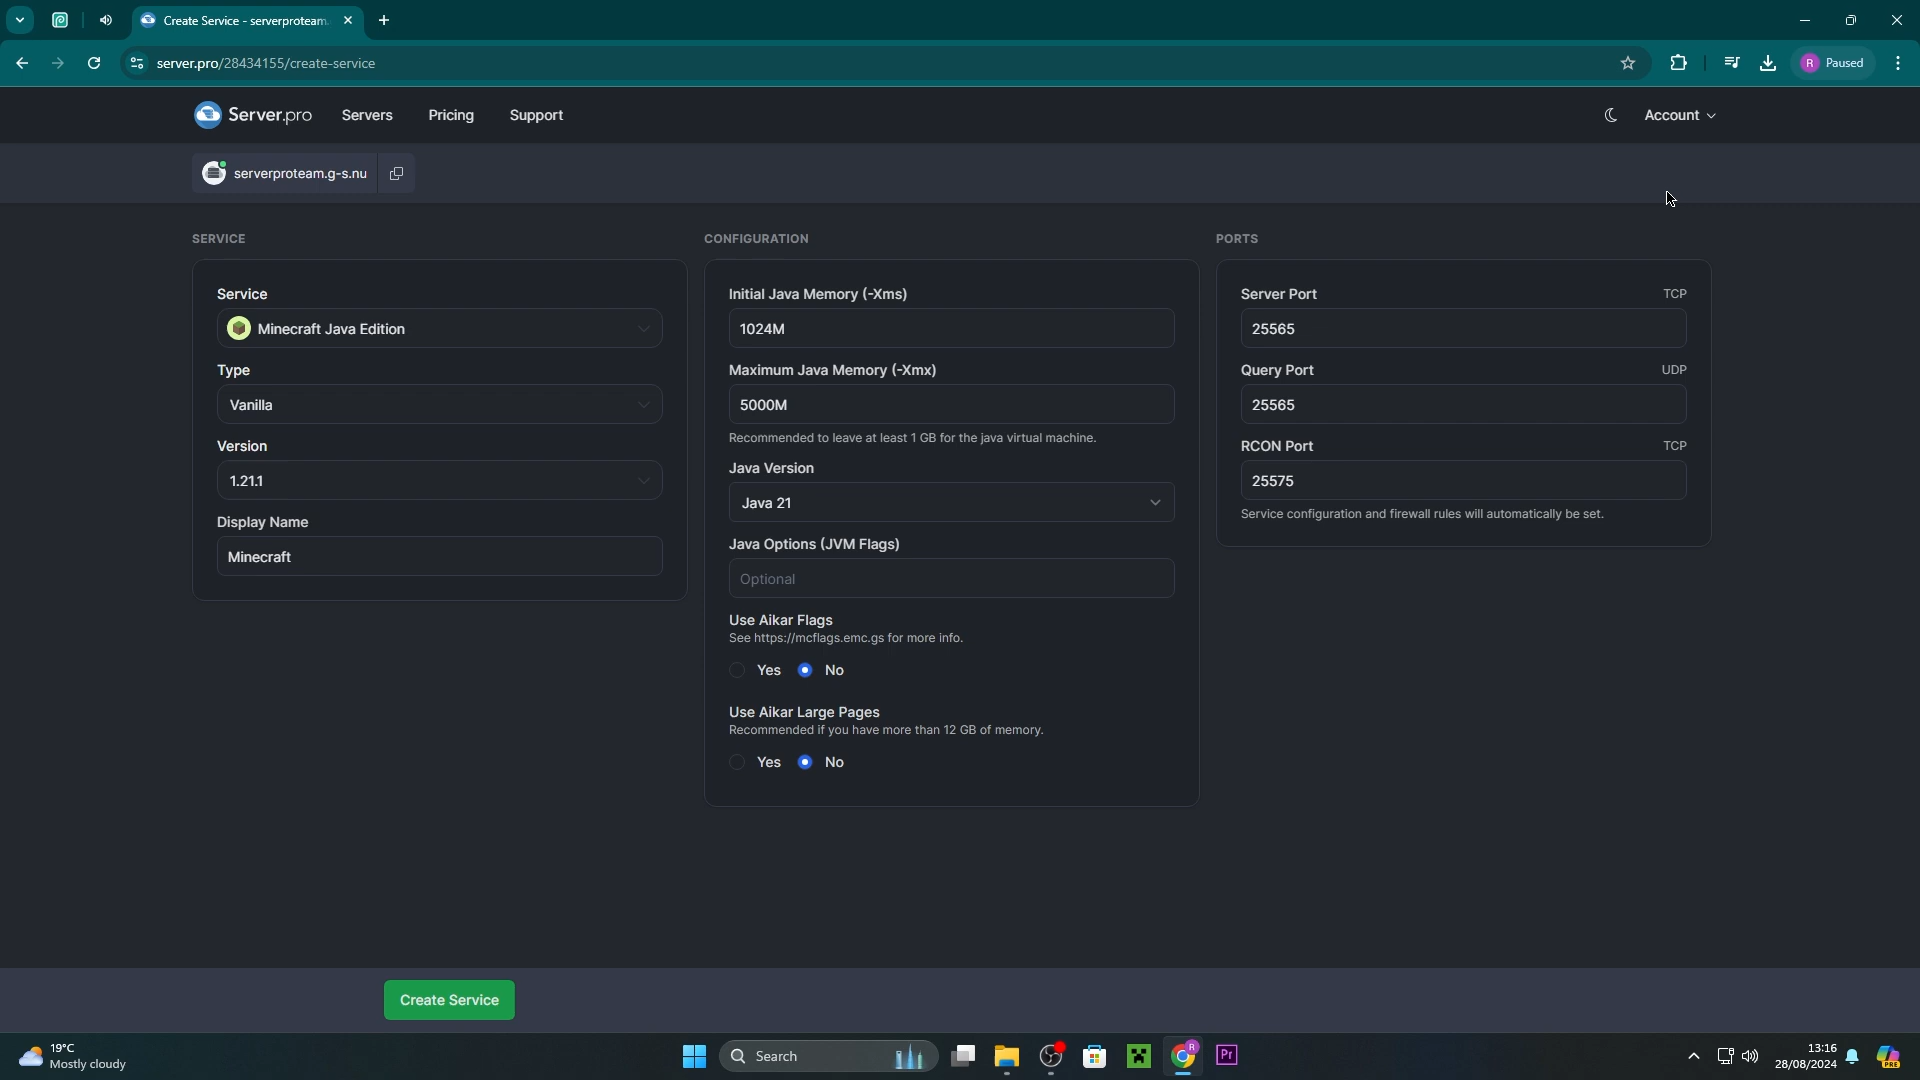 Create Service - serverproteam.
server.pro/28434155/create-service
R Paused
Server.pro Servers Pricing Support Account
serverproteam.g-s.nu
SERVICE
Service
Minecraft Java Edition
Type
Vanilla
Version
1.21.1
Display Name
Minecraft
CONFIGURATION
Initial Java Memory (-Xms)
1024M
Maximum Java Memory (-Xmx)
5000M
Recommended to leave at least 1 GB for the java virtual machine.
Java Version
Java 21
Java Options (JVM Flags)
Optional
Use Aikar Flags
See https://mcflags.emc.gs for more info.
Yes No
Use Aikar Large Pages
Recommended if you have more than 12 GB of memory.
Yes No
PORTS
Server Port TCP
25565
Query Port UDP
25565
RCON Port TCP
25575
Service configuration and firewall rules will automatically be set.
Create Service
19°C
Mostly cloudy
Search
R
Pr
13:16
28/08/2024
PRE